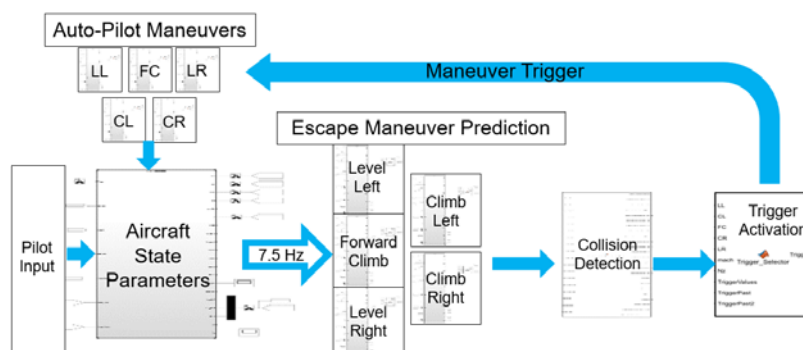 Auto-Pilot Maneuvers
LL
FC
LR
CL
CR
Maneuver Trigger
Escape Maneuver Prediction
Pilot
Input
Aircraft
State
Parameters
7.5 Hz
Level
Left
Forward
Climb
Level
Right
Climb
Left
Climb
Right
Collision
Detection
Trigger
Activation
LL
CL
FC
CR
LR
mach
Trigger_Selector
TriggerValues
TriggerPast
TriggerPast2